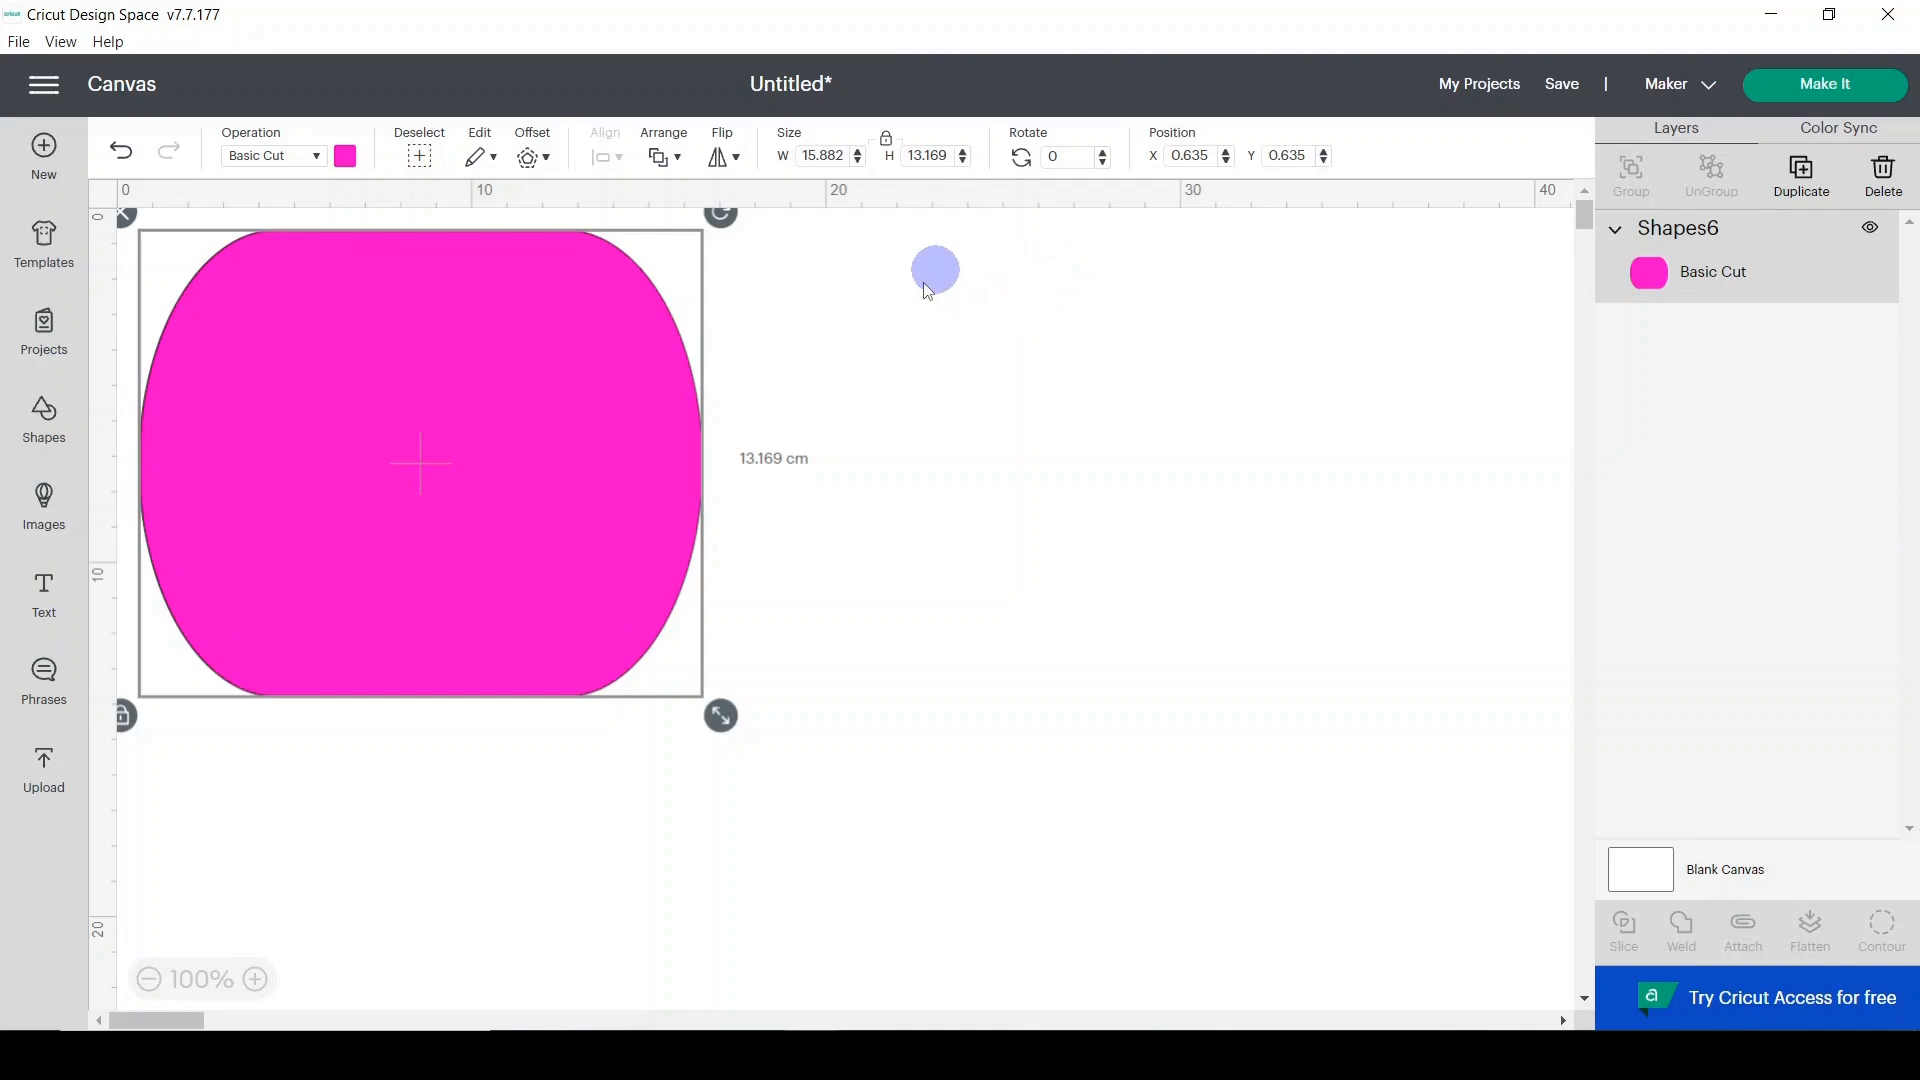 cricut Cricut Design Space v7.7.177
File View Help
Canvas Untitled* My Projects Save | Maker Make It
New
Templates
Projects
Shapes
Images
Text
Phrases
Upload
Operation Deselect Edit Offset Align Arrange Flip Size Rotate Position
Basic Cut W 15.882 H 13.169 0 X 0.635 Y 0.635
0 10 20 30 40
0
10
20
13.169 cm
100%
Layers Color Sync
Group UnGroup Duplicate Delete
Shapes6
Basic Cut
Blank Canvas
Slice Weld Attach Flatten Contour
a Try Cricut Access for free